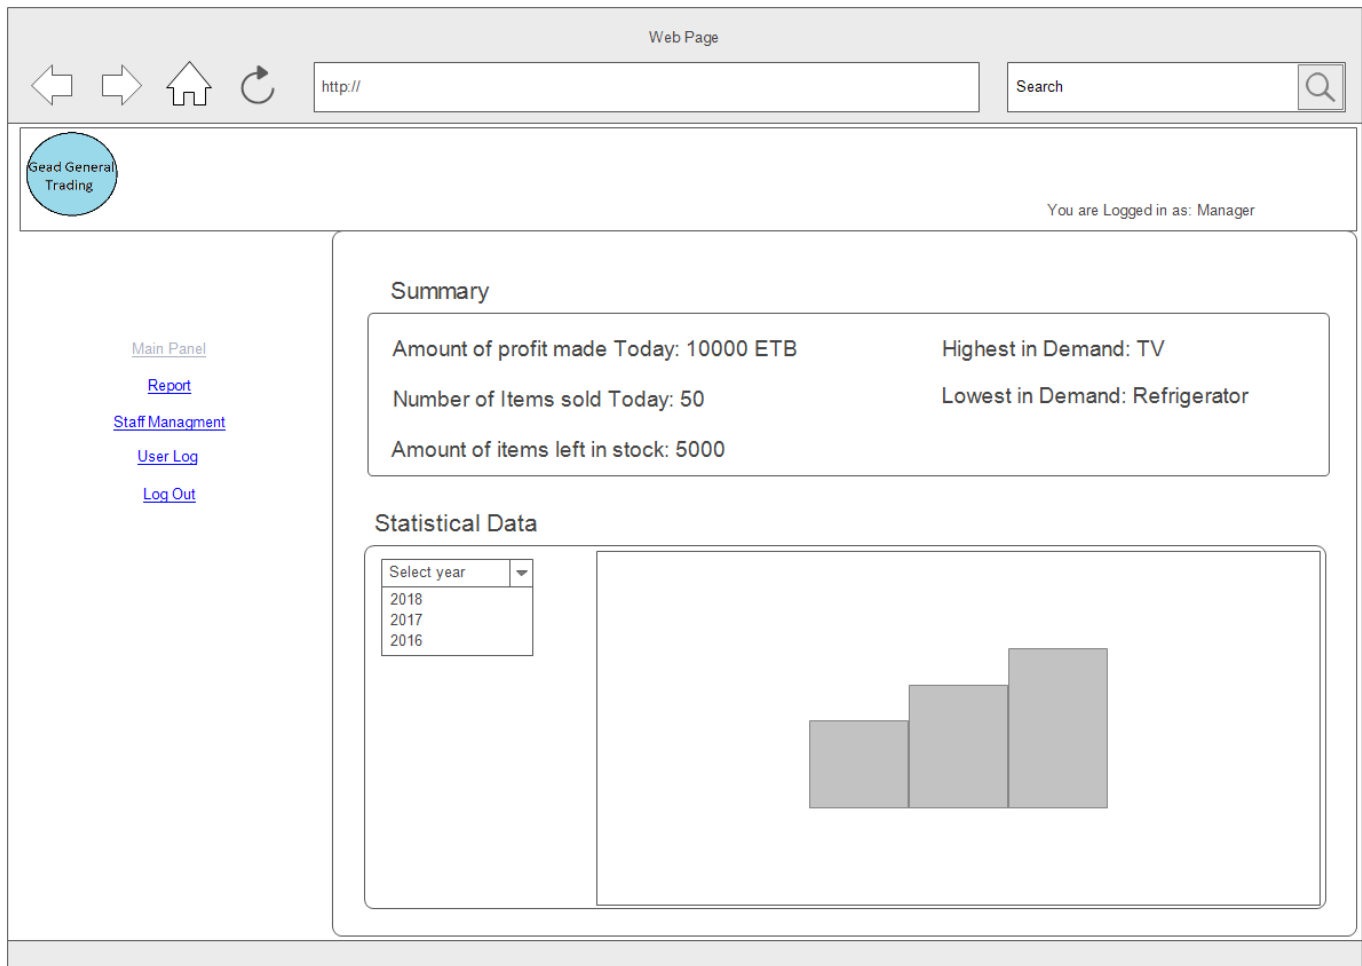 Web Page
http://
Search
Gead General
Trading
You are Logged in as: Manager
Main Panel
Report
Staff Managment
User Log
Log Out
Summary
Amount of profit made Today: 10000 ETB
Number of Items sold Today: 50
Amount of items left in stock: 5000
Highest in Demand: TV
Lowest in Demand: Refrigerator
Statistical Data
Select year
2018
2017
2016